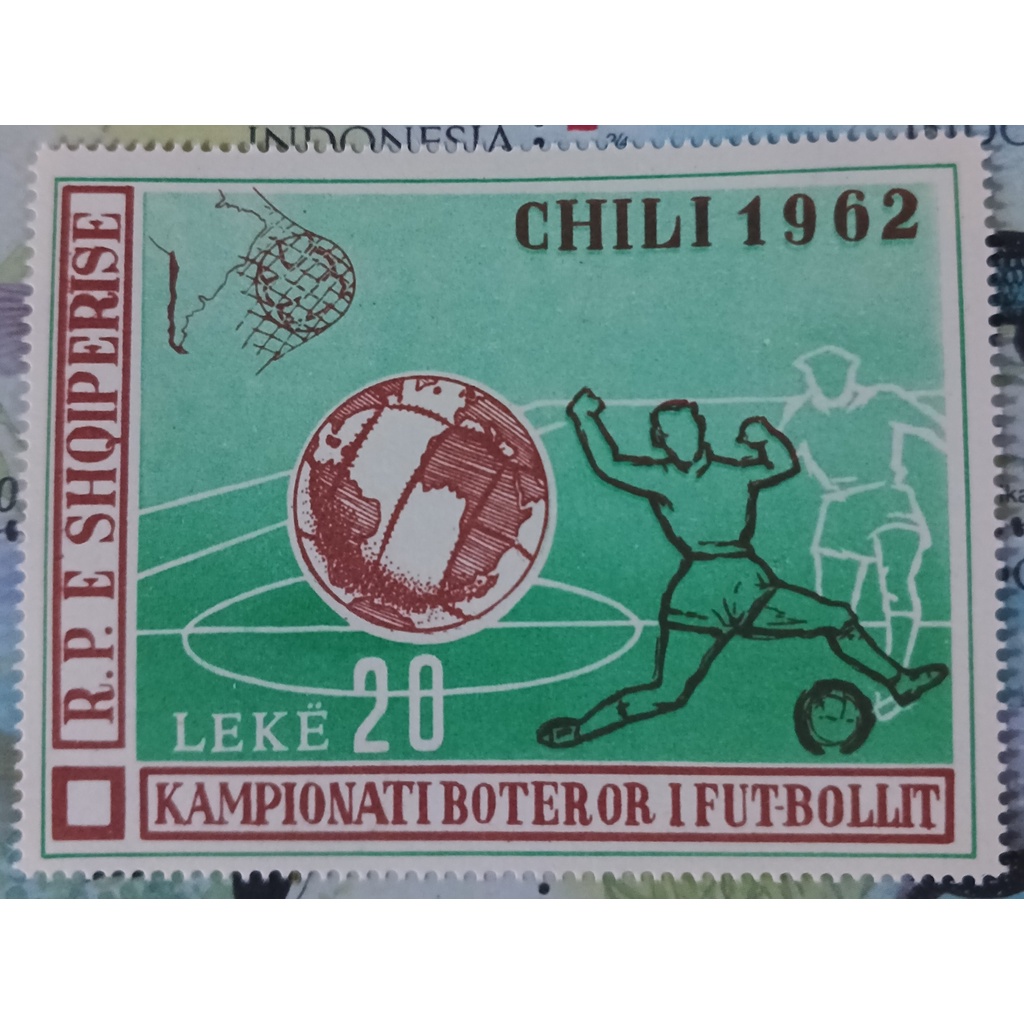 INDONESIA
CHILI 1962
R.P. E SHQIPERISE
LEKË 20
KAMPIONATI BOTEROR I FUT-BOLLIT